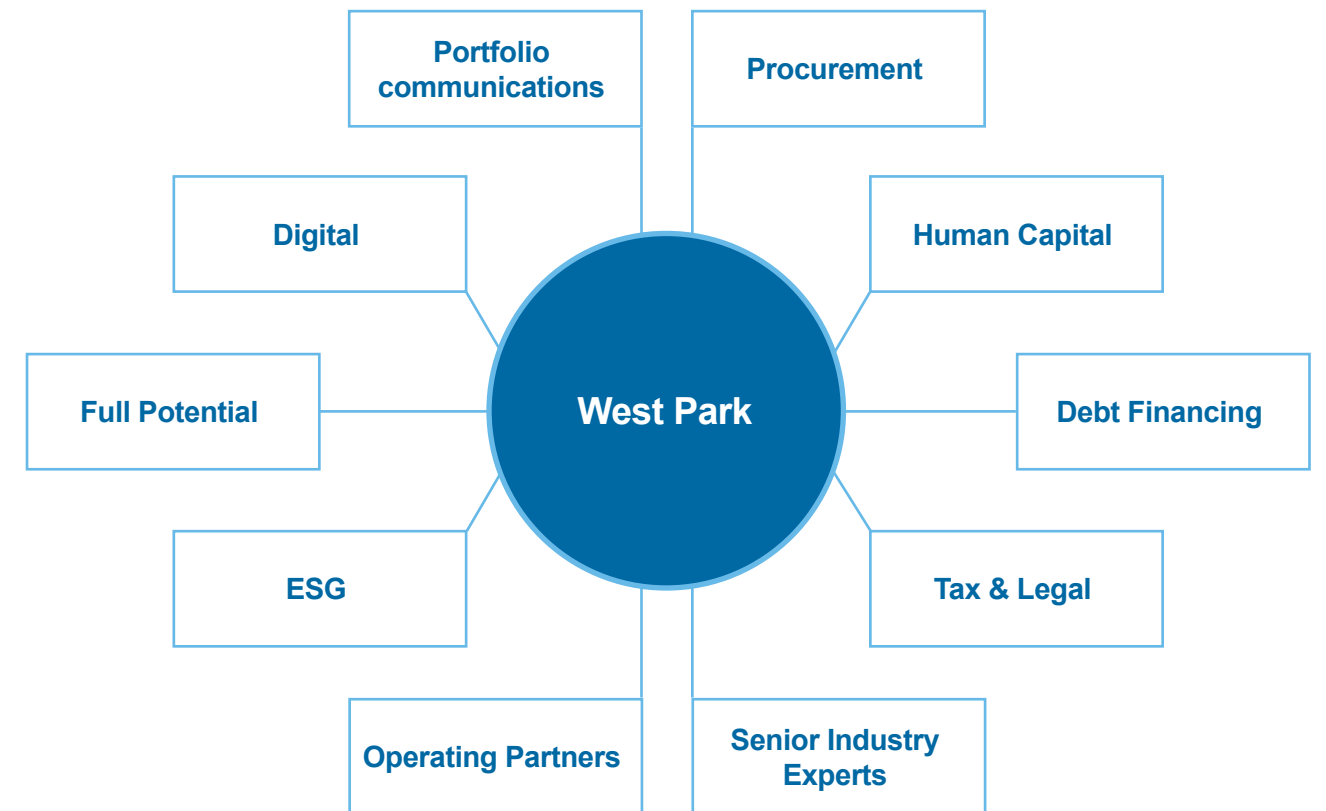 Portfolio
communications
Procurement
Digital
Human Capital
Full Potential
West Park
Debt Financing
ESG
Tax & Legal
Operating Partners
Senior Industry
Experts